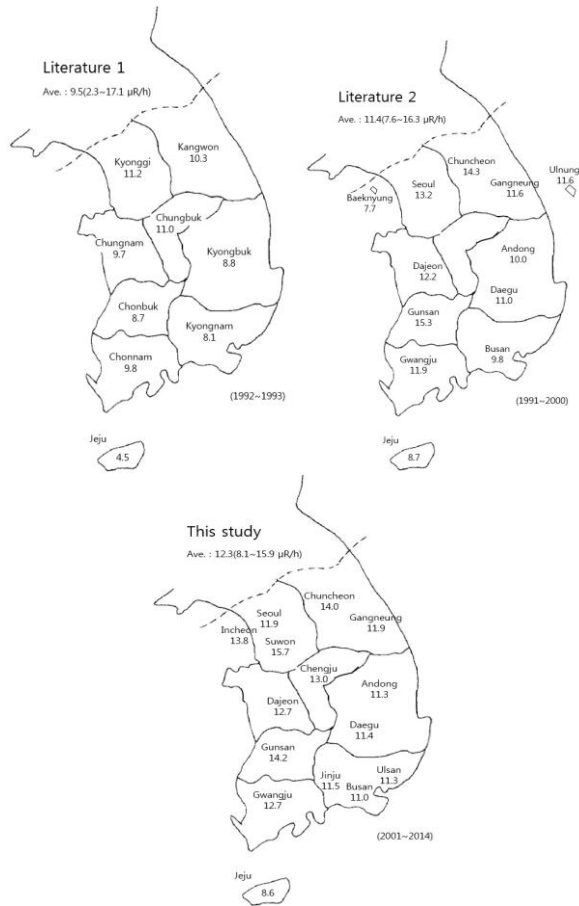 Literature 1
Ave. : 9.5(2.3~17.1 μR/h)
Kangwon
10.3
Kyonggi
11.2
Chungbuk
11.0
Chungnam
9.7
Kyongbuk
8.8
Chonbuk
8.7
Kyongnam
8.1
Chonnam
9.8
(1992~1993)
Jeju
4.5
Literature 2
Ave. : 11.4(7.6~16.3 μR/h)
Chuncheon
14.3
Ulnung
11.6
Seoul
13.2
Gangneung
11.6
Baeknyung
7.7
Andong
10.0
Dajeon
12.2
Daegu
11.0
Gunsan
15.3
Busan
9.8
Gwangju
11.9
(1991~2000)
Jeju
8.7
This study
Ave. : 12.3(8.1~15.9 μR/h)
Chuncheon
14.0
Seoul
11.9
Gangneung
11.9
Incheon
13.8
Suwon
15.7
Chengju
13.0
Andong
11.3
Dajeon
12.7
Daegu
11.4
Gunsan
14.2
Ulsan
11.3
Jinju
11.5
Busan
11.0
Gwangju
12.7
(2001~2014)
Jeju
8.6